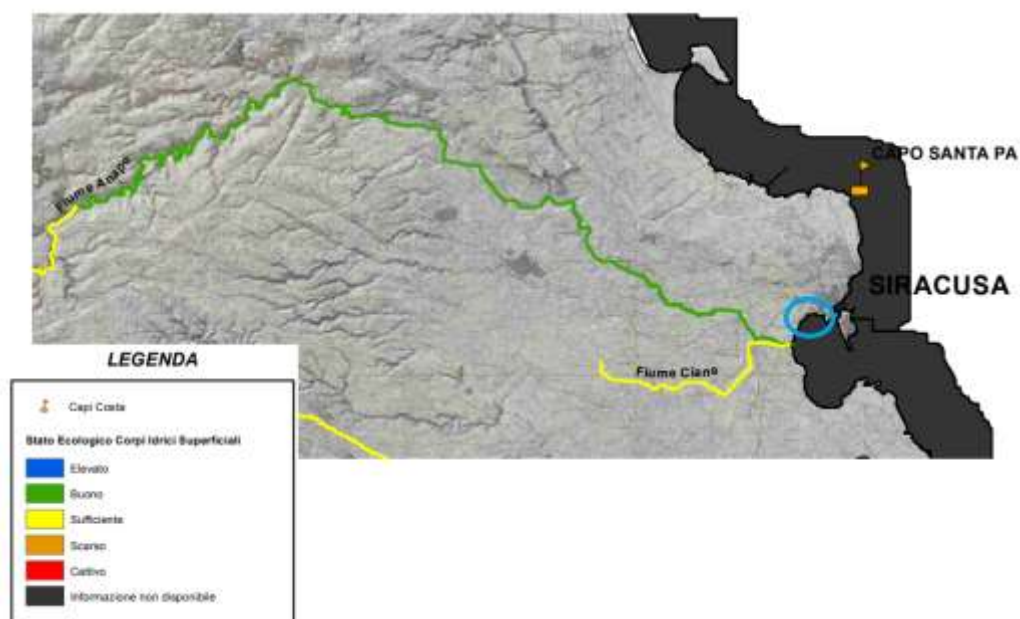 CAPO SANTA PA
SIRACUSA
Fiume Anapo
Fiume Ciane
LEGENDA
Capi Costa
Stato Ecologico Corpi Idrici Superficiali
Elevato
Buono
Sufficiente
Scarso
Cattivo
Informazione non disponibile